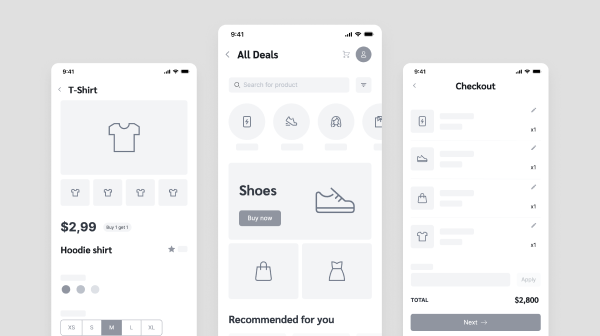 9:41
T-Shirt
$2,99
Buy 1 get 1
Hoodie shirt
XS
S
M
L
XL
9:41
All Deals
Search for product
Shoes
Buy now
Recommended for you
9:41
Checkout
x1
x1
x1
x1
Apply
TOTAL
$2,800
Next →